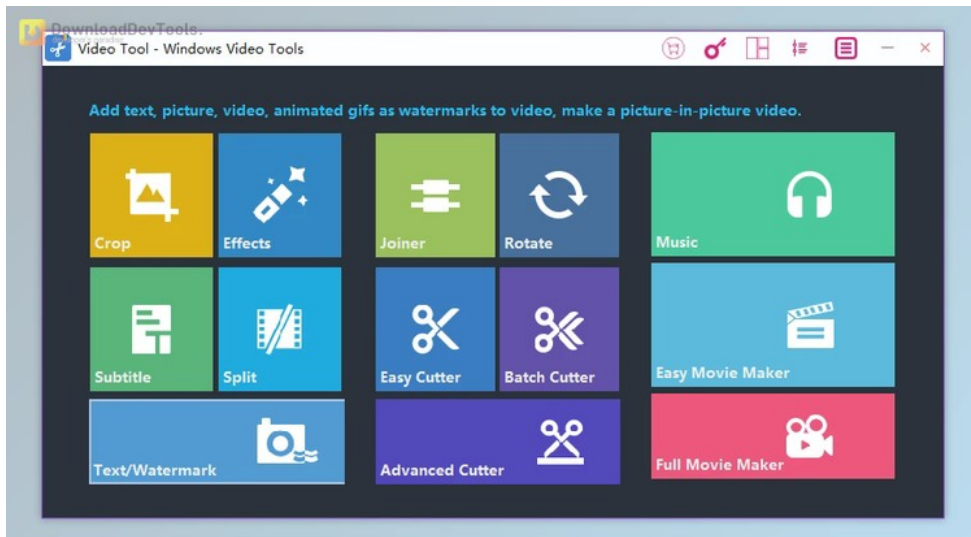 DownloadDevTools.
Video Tool - Windows Video Tools
Add text, picture, video, animated gifs as watermarks to video, make a picture-in-picture video.
Crop
Effects
Joiner
Rotate
Music
Subtitle
Split
Easy Cutter
Batch Cutter
Easy Movie Maker
Text/Watermark
Advanced Cutter
Full Movie Maker